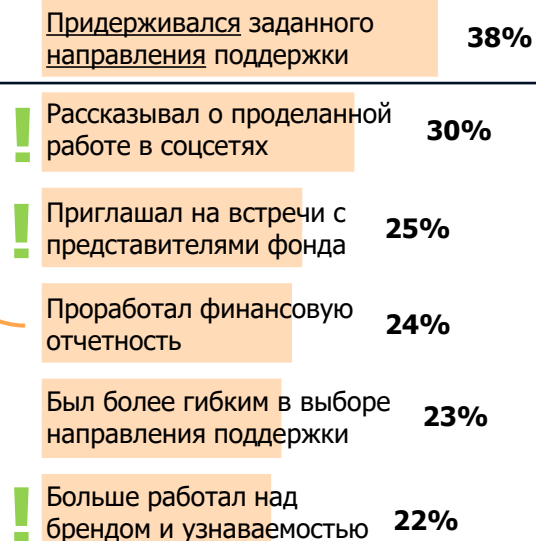 Придерживался заданного
направления поддержки
38%
! Рассказывал о проделанной
работе в соцсетях
30%
! Приглашал на встречи с
представителями фонда
25%
Проработал финансовую
отчетность
24%
Был более гибким в выборе
направления поддержки
23%
! Больше работал над
брендом и узнаваемостью
22%